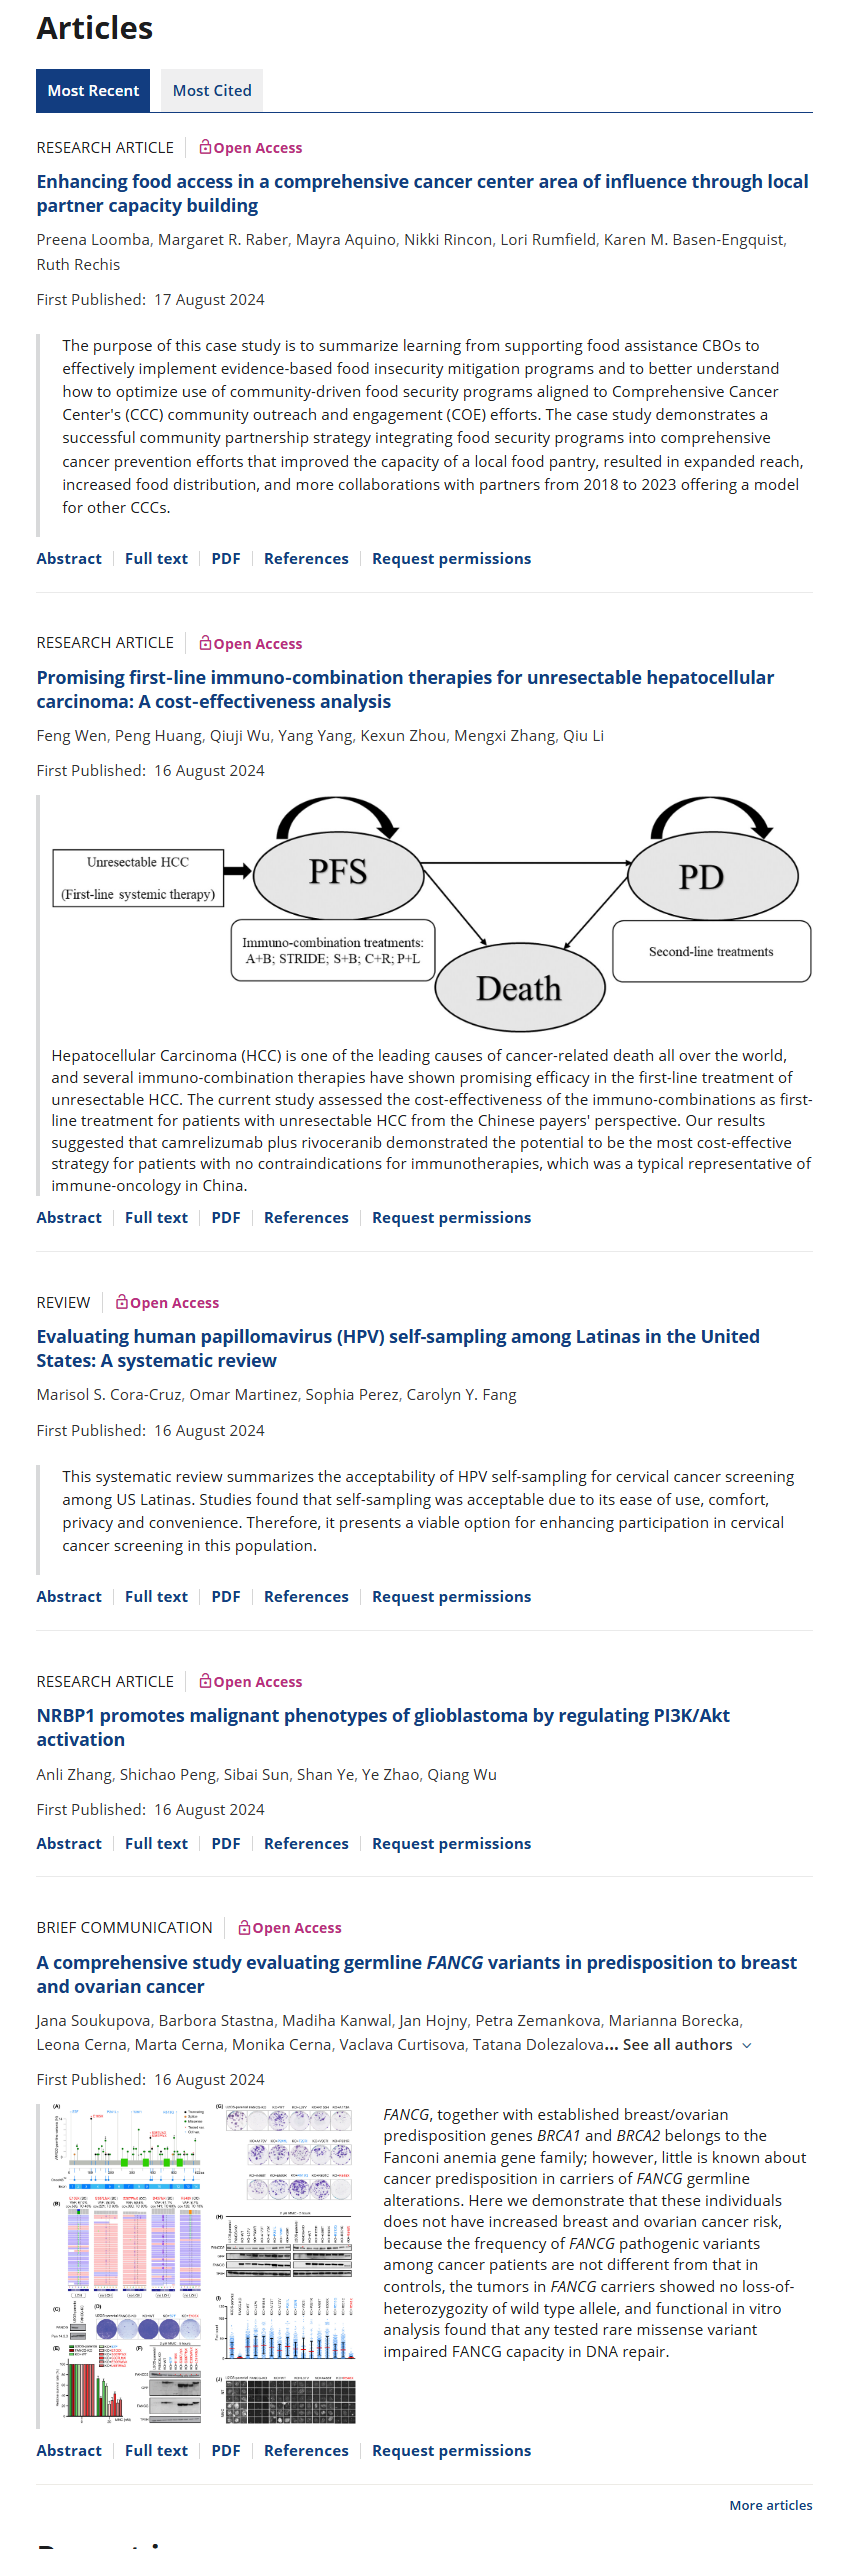 Articles
Most Recent
Most Cited
RESEARCH ARTICLE
Open Access
Enhancing food access in a comprehensive cancer center area of influence through local
partner capacity building
Preena Loomba, Margaret R. Raber, Mayra Aquino, Nikki Rincon, Lori Rumfield, Karen M. Basen-Engquist,
Ruth Rechis
First Published: 17 August 2024
The purpose of this case study is to summarize learning from supporting food assistance CBOs to
effectively implement evidence-based food insecurity mitigation programs and to better understand
how to optimize use of community-driven food security programs aligned to Comprehensive Cancer
Center's (CCC) community outreach and engagement (COE) efforts. The case study demonstrates a
successful community partnership strategy integrating food security programs into comprehensive
cancer prevention efforts that improved the capacity of a local food pantry, resulted in expanded reach,
increased food distribution, and more collaborations with partners from 2018 to 2023 offering a model
for other CCCs.
Abstract
Full text
PDF
References
Request permissions
RESEARCH ARTICLE
Open Access
Promising first-line immuno-combination therapies for unresectable hepatocellular
carcinoma: A cost-effectiveness analysis
Feng Wen, Peng Huang, Qiuji Wu, Yang Yang, Kexun Zhou, Mengxi Zhang, Qiu Li
First Published: 16 August 2024
Unresectable HCC
(First-line systemic therapy)
PFS
PD
Immuno-combination treatments:
A+B; STRIDE; S+B; C+R; P+L
Second-line treatments
Death
Hepatocellular Carcinoma (HCC) is one of the leading causes of cancer-related death all over the world,
and several immuno-combination therapies have shown promising efficacy in the first-line treatment of
unresectable HCC. The current study assessed the cost-effectiveness of the immuno-combinations as first-
line treatment for patients with unresectable HCC from the Chinese payers' perspective. Our results
suggested that camrelizumab plus rivoceranib demonstrated the potential to be the most cost-effective
strategy for patients with no contraindications for immunotherapies, which was a typical representative of
immune-oncology in China.
Abstract
Full text
PDF
References
Request permissions
REVIEW
Open Access
Evaluating human papillomavirus (HPV) self-sampling among Latinas in the United
States: A systematic review
Marisol S. Cora-Cruz, Omar Martinez, Sophia Perez, Carolyn Y. Fang
First Published: 16 August 2024
This systematic review summarizes the acceptability of HPV self-sampling for cervical cancer screening
among US Latinas. Studies found that self-sampling was acceptable due to its ease of use, comfort,
privacy and convenience. Therefore, it presents a viable option for enhancing participation in cervical
cancer screening in this population.
Abstract
Full text
PDF
References
Request permissions
RESEARCH ARTICLE
Open Access
NRBP1 promotes malignant phenotypes of glioblastoma by regulating PI3K/Akt
activation
Anli Zhang, Shichao Peng, Sibai Sun, Shan Ye, Ye Zhao, Qiang Wu
First Published: 16 August 2024
Abstract
Full text
PDF
References
Request permissions
BRIEF COMMUNICATION
Open Access
A comprehensive study evaluating germline FANCG variants in predisposition to breast
and ovarian cancer
Jana Soukupova, Barbora Stastna, Madiha Kanwal, Jan Hojny, Petra Zemankova, Marianna Borecka,
Leona Cerna, Marta Cerna, Monika Cerna, Vaclava Curtisova, Tatana Dolezalova... See all authors
First Published: 16 August 2024
(A)
(B)
(C)
(D)
(E)
(F)
(G)
(H)
(I)
(J)
FANCG, together with established breast/ovarian
predisposition genes BRCA1 and BRCA2 belongs to the
Fanconi anemia gene family; however, little is known about
cancer predisposition in carriers of FANCG germline
alterations. Here we demonstrate that these individuals
does not have increased breast and ovarian cancer risk,
because the frequency of FANCG pathogenic variants
among cancer patients are not different from that in
controls, the tumors in FANCG carriers showed no loss-of-
heterozygozity of wild type allele, and functional in vitro
analysis found that any tested rare missense variant
impaired FANCG capacity in DNA repair.
Abstract
Full text
PDF
References
Request permissions
More articles